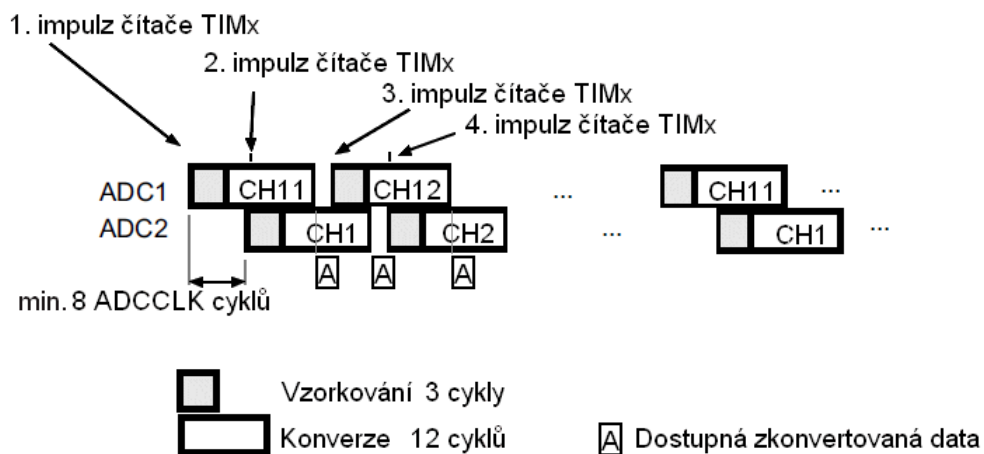 1. impulz čítače TIMx
2. impulz čítače TIMx
3. impulz čítače TIMx
4. impulz čítače TIMx
ADC1 CH11 CH12 ... CH11 ...
ADC2 CH1 CH2 ... CH1 ...
A A A
min. 8 ADCCLK cyklů
Vzorkování 3 cykly
Konverze 12 cyklů
A Dostupná zkonvertovaná data